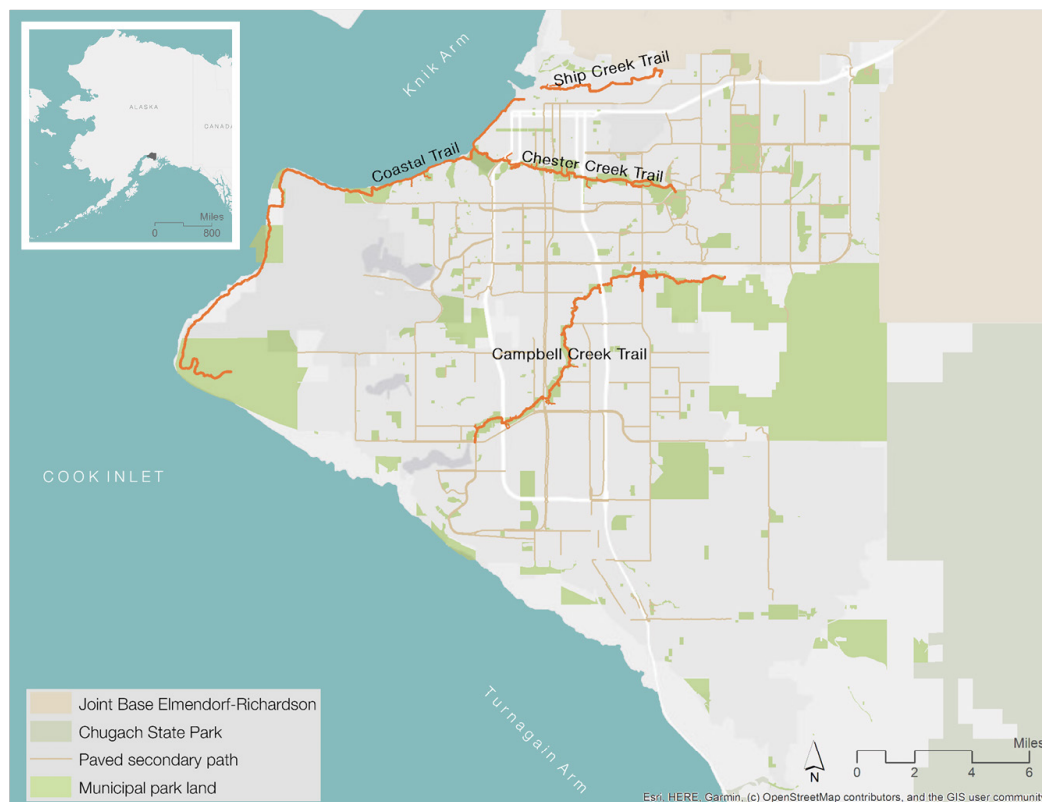 Knik Arm
Ship Creek Trail
ALASKA
CANADA
Coastal Trail
Chester Creek Trail
Miles
0 800
Campbell Creek Trail
COOK INLET
Turnagain Arm
Joint Base Elmendorf-Richardson
Chugach State Park
Paved secondary path
Municipal park land
Miles
0 2 4 6
N
Esri, HERE, Garmin, (c) OpenStreetMap contributors, and the GIS user community